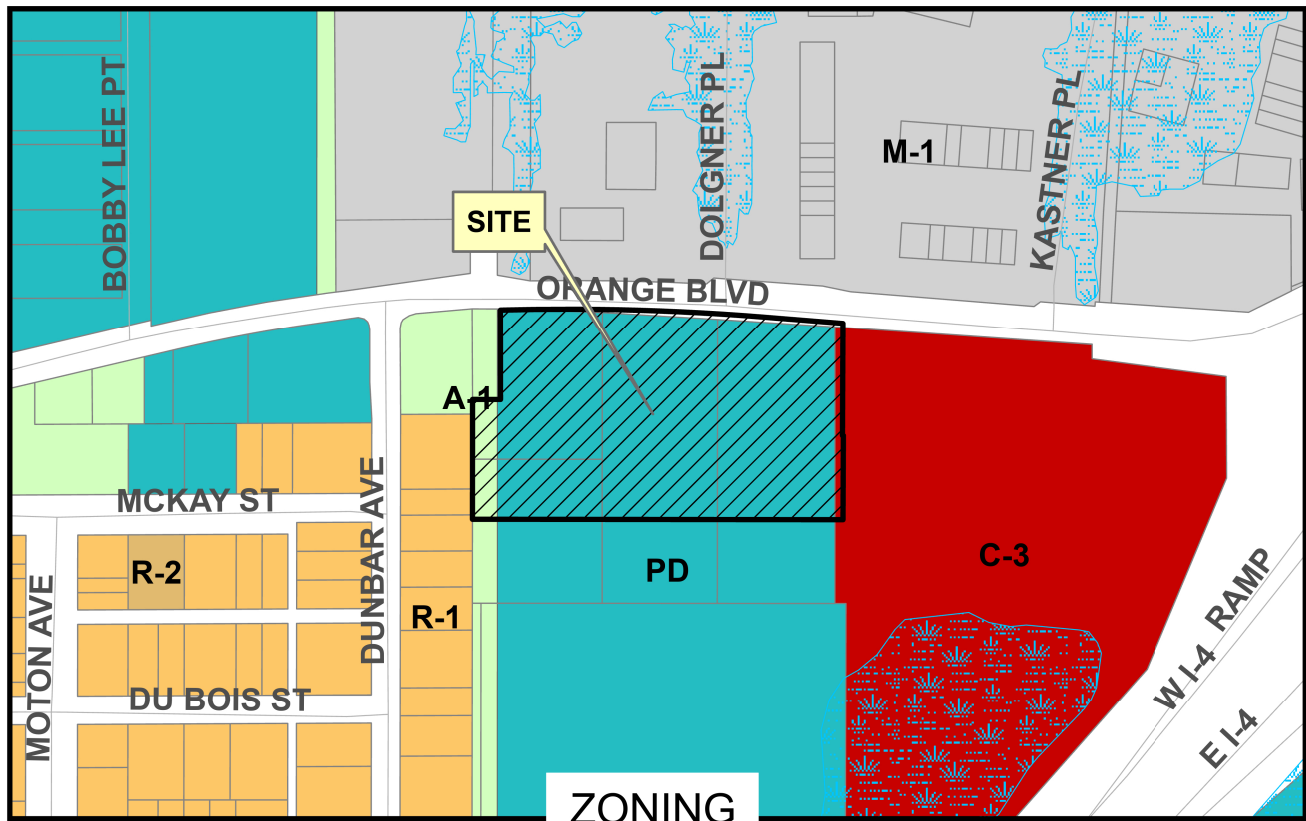 BOBBY LEE PT
DOLGNER PL
KASTNER PL
M-1
SITE
ORANGE BLVD
A-1
MCKAY ST
DUNBAR AVE
R-2
PD
C-3
R-1
MOTON AVE
DU BOIS ST
W I-4 RAMP
E I-4
ZONING